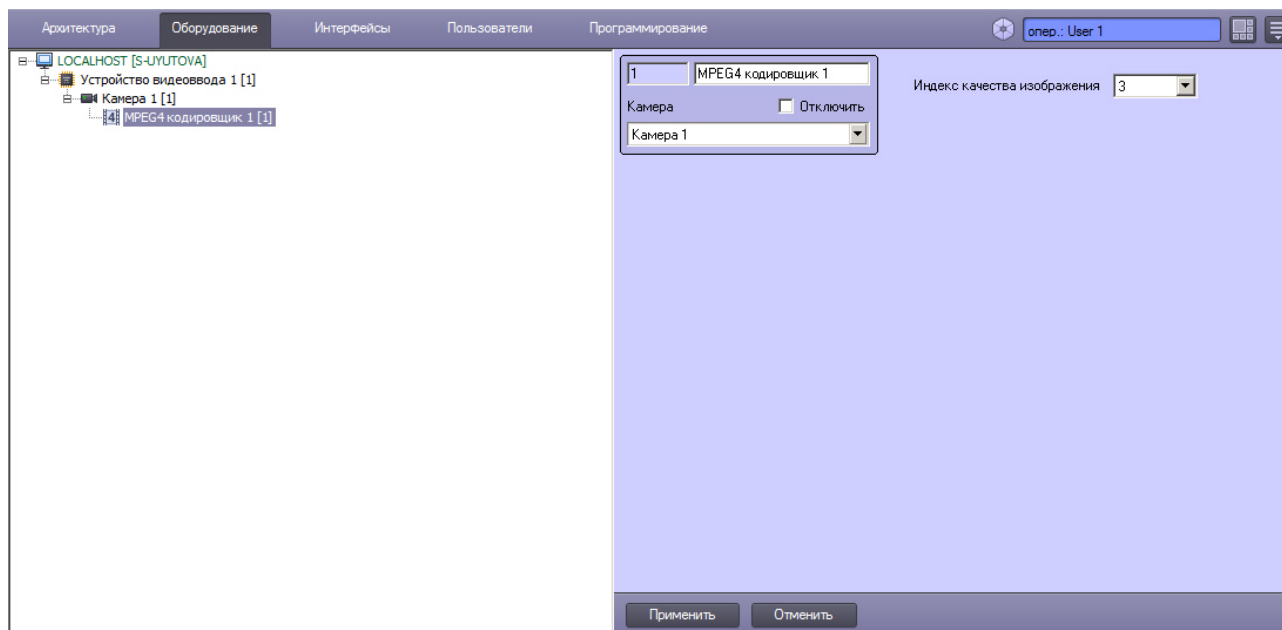 Архитектура Оборудование Интерфейсы Пользователи Программирование опер.: User 1
LOCALHOST [S-UYUTOVA]
Устройство видеоввода 1 [1]
Камера 1 [1]
4 MPEG4 кодировщик 1 [1]
1 MPEG4 кодировщик 1
Камера Отключить
Камера 1
Индекс качества изображения 3
Применить Отменить